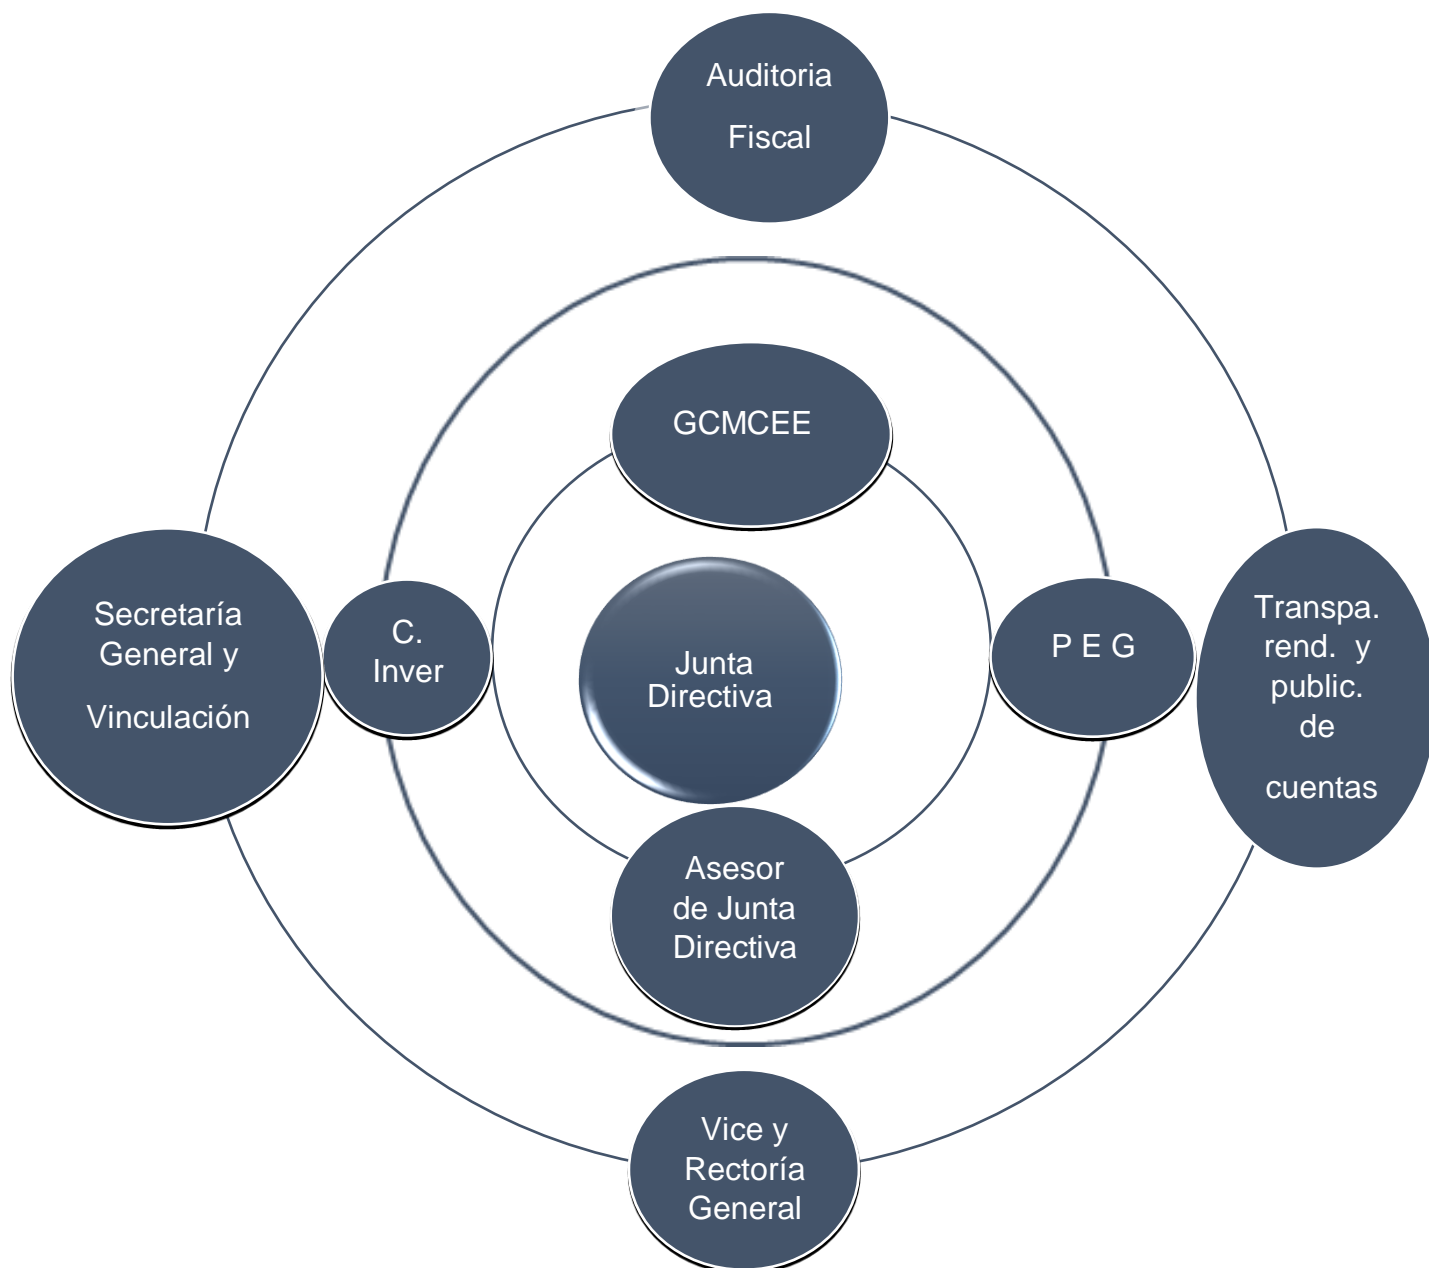 Auditoria
Fiscal
GCMCEE
Secretaría
General y
Vinculación
C.
Inver
Junta
Directiva
P E G
Transpa.
rend. y
public.
de
cuentas
Asesor
de Junta
Directiva
Vice y
Rectoría
General